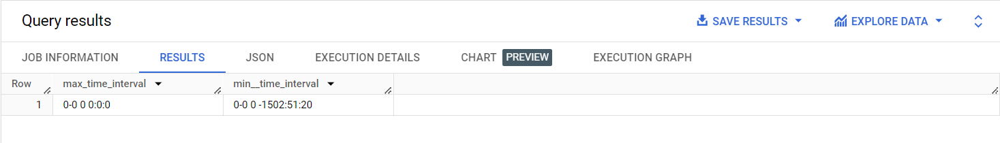 Query results SAVE RESULTS EXPLORE DATA
JOB INFORMATION RESULTS JSON EXECUTION DETAILS CHART PREVIEW EXECUTION GRAPH
Row max_time_interval min__time_interval
1 0-0 0 0:0:0 0-0 0 -1502:51:20